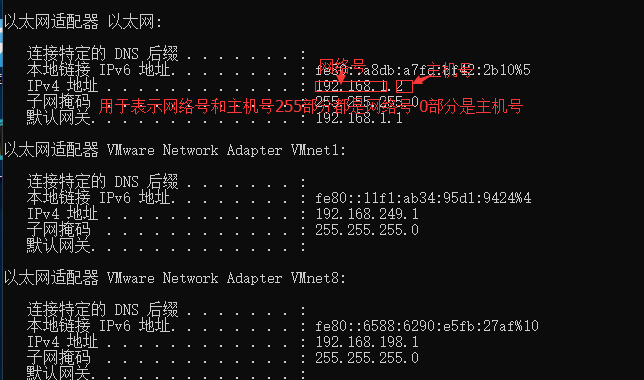 以太网适配器 以太网:
连接特定的 DNS 后缀 . . . . . . . :
网络号
主机号
本地链接 IPv6 地址. . . . . . . . : 2b10%5
IPv4 地址 . . . . . . . . . . . . : 192.168.1.2
子网掩码 . . . . . . . . . . . . : 255.255.255.0
用于表示网络号和主机号255部分都是网络号 0部分是主机号
默认网关. . . . . . . . . . . . . : 192.168.1.1
以太网适配器 VMware Network Adapter VMnet1:
连接特定的 DNS 后缀 . . . . . . . :
本地链接 IPv6 地址. . . . . . . . : fe80::11f1:ab34:95d1:9424%4
IPv4 地址 . . . . . . . . . . . . : 192.168.249.1
子网掩码 . . . . . . . . . . . . : 255.255.255.0
默认网关. . . . . . . . . . . . . :
以太网适配器 VMware Network Adapter VMnet8:
连接特定的 DNS 后缀 . . . . . . . :
本地链接 IPv6 地址. . . . . . . . : fe80::6588:6290:e5fb:27af%10
IPv4 地址 . . . . . . . . . . . . : 192.168.198.1
子网掩码 . . . . . . . . . . . . : 255.255.255.0
默认网关. . . . . . . . . . . . . :